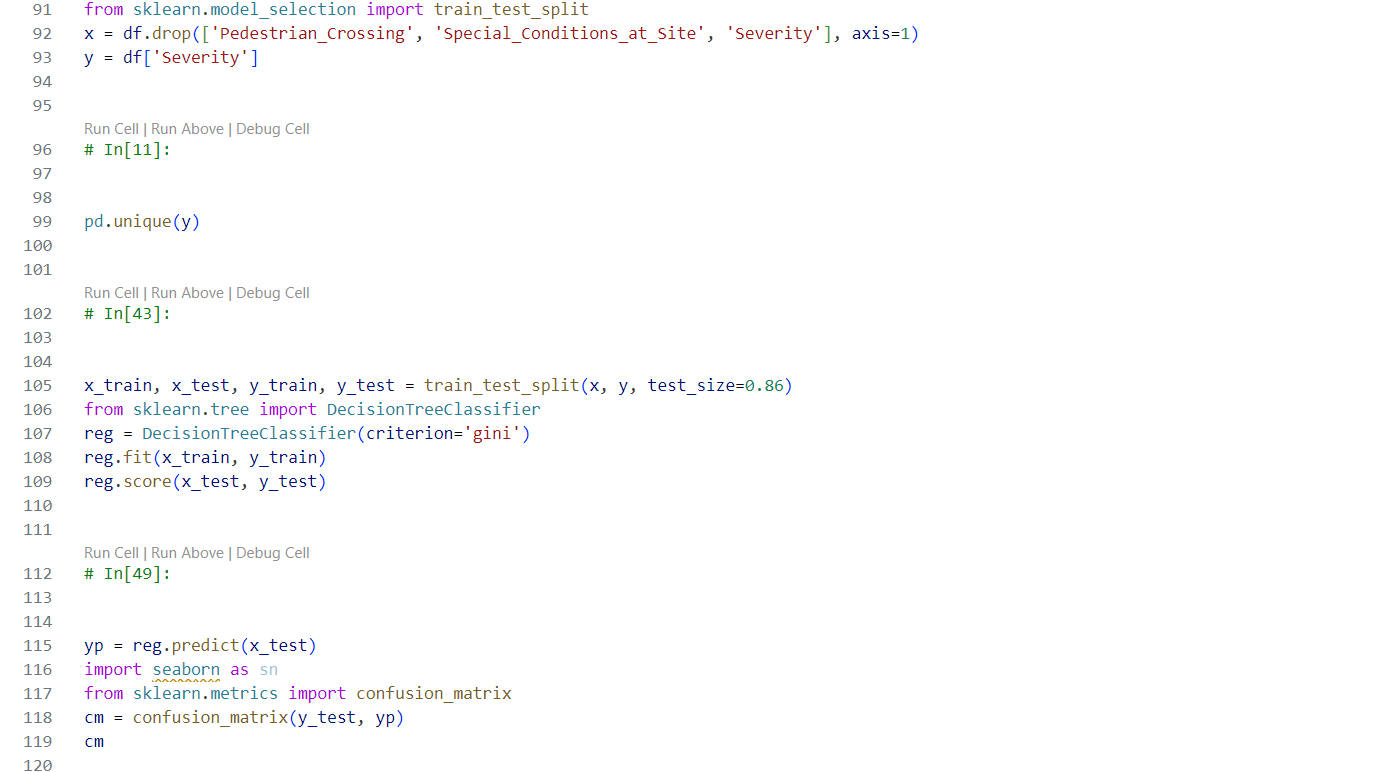 91 from sklearn.model_selection import train_test_split
92 x = df.drop(['Pedestrian_Crossing', 'Special_Conditions_at_Site', 'Severity'], axis=1)
93 y = df['Severity']
94
95
Run Cell | Run Above | Debug Cell
96 # In[11]:
97
98
99 pd.unique(y)
100
101
Run Cell | Run Above | Debug Cell
102 # In[43]:
103
104
105 x_train, x_test, y_train, y_test = train_test_split(x, y, test_size=0.86)
106 from sklearn.tree import DecisionTreeClassifier
107 reg = DecisionTreeClassifier(criterion='gini')
108 reg.fit(x_train, y_train)
109 reg.score(x_test, y_test)
110
111
Run Cell | Run Above | Debug Cell
112 # In[49]:
113
114
115 yp = reg.predict(x_test)
116 import seaborn as sn
117 from sklearn.metrics import confusion_matrix
118 cm = confusion_matrix(y_test, yp)
119 cm
120